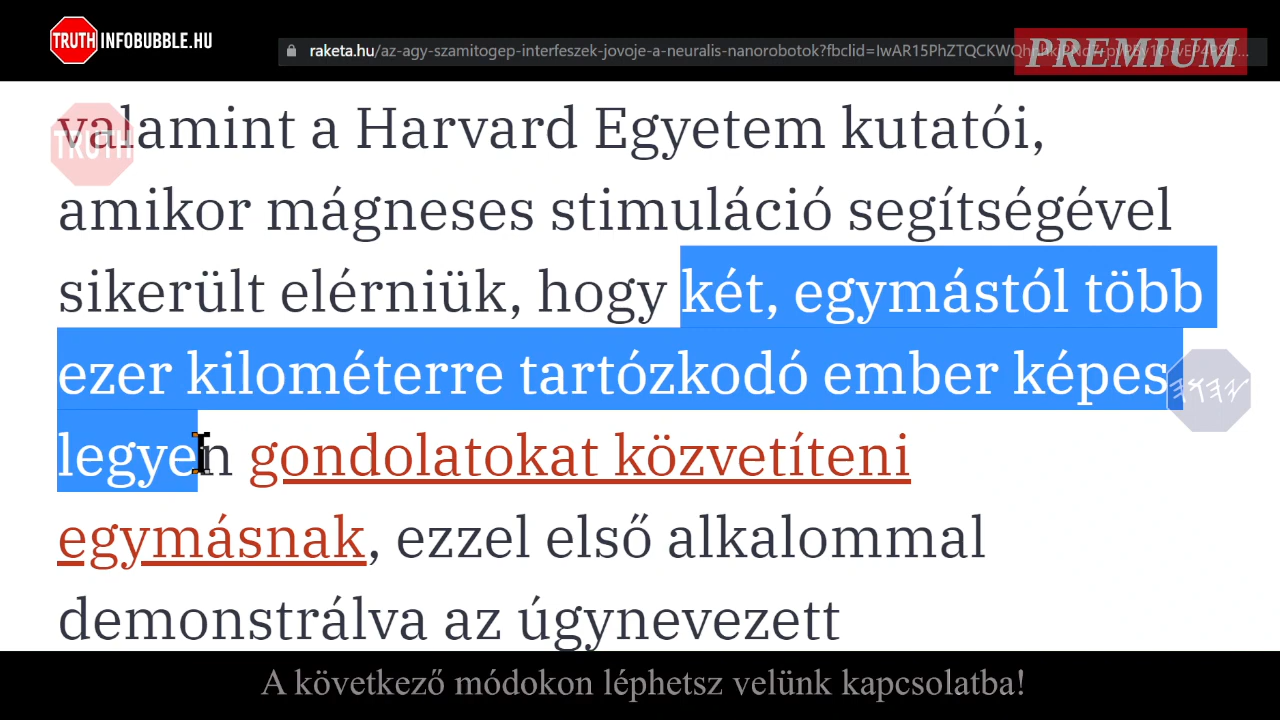 TRUTH INFOBUBBLE.HU
raketa.hu/az-agy-szamitogep-interfeszek-jovoje-a-neuralis-nanorobotok?fbclid=IwAR15PhZTQCKWQh
PREMIUM
valamint a Harvard Egyetem kutatói,
TRUTH
amikor mágneses stimuláció segítségével
sikerült elérniük, hogy két, egymástól több
ezer kilométerre tartózkodó ember képes
legyen gondolatokat közvetíteni
egymásnak, ezzel első alkalommal
demonstrálva az úgynevezett
A következő módokon léphetsz velünk kapcsolatba!